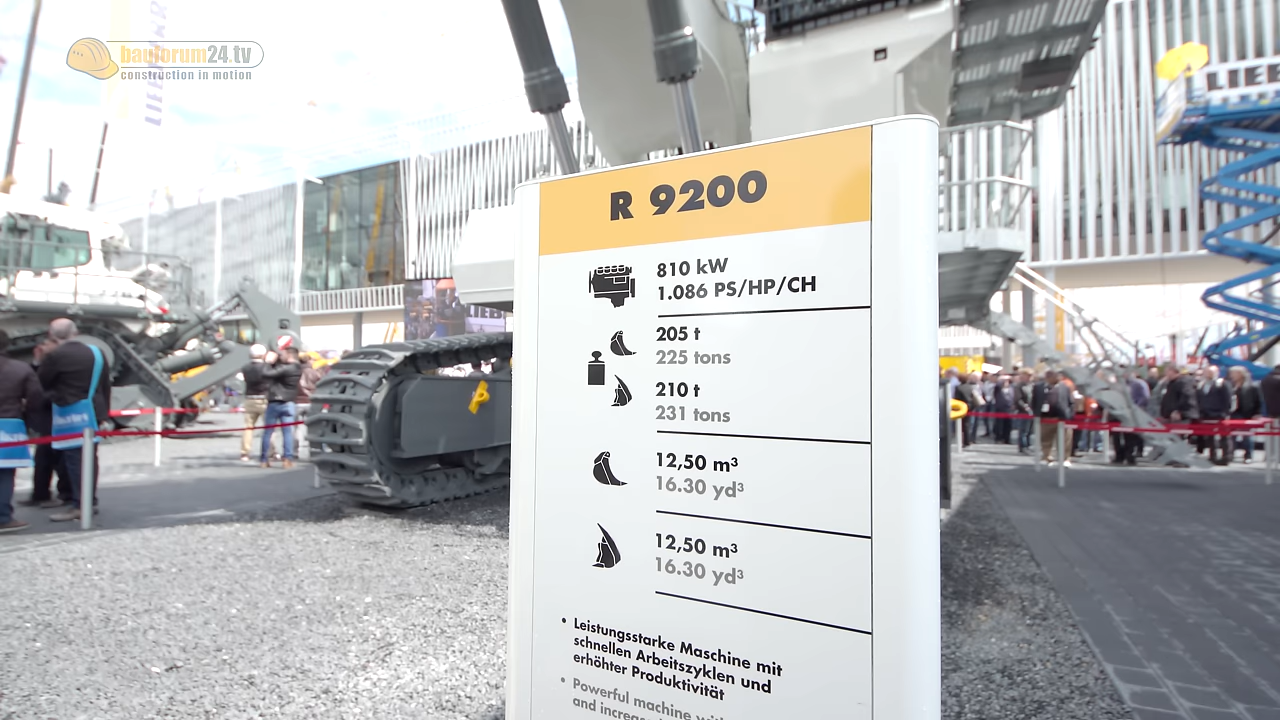 bauforum24.tv
construction in motion
R 9200
810 kW
1.086 PS/HP/CH
205 t
225 tons
210 t
231 tons
12,50 m³
16.30 yd³
12,50 m³
16.30 yd³
• Leistungsstarke Maschine mit
schnellen Arbeitszyklen und
erhöhter Produktivität
• Powerful machine with
and